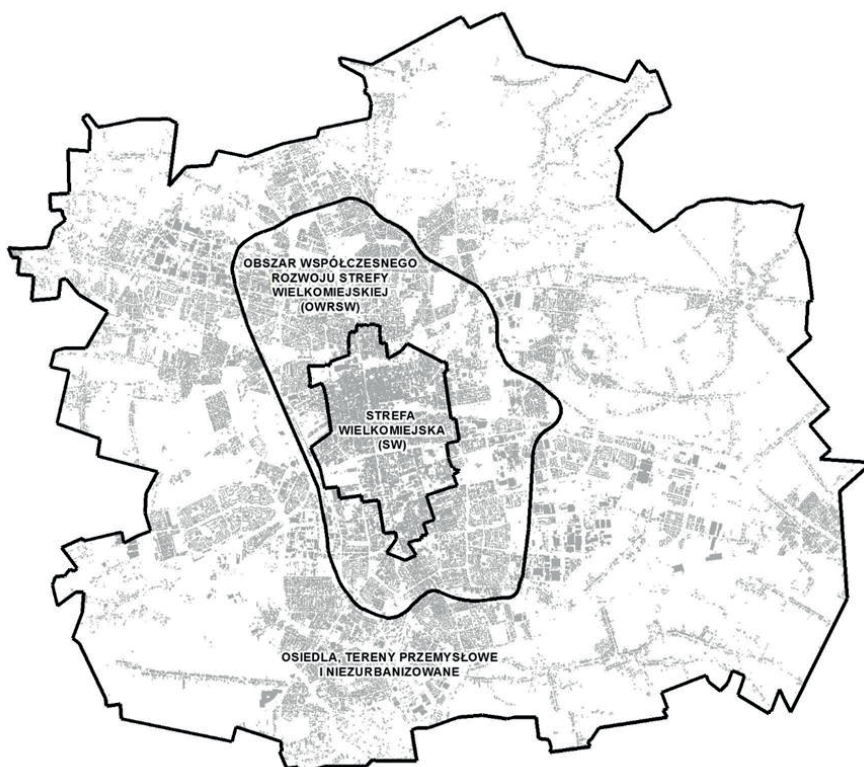 OBSZAR WSPÓŁCZESNEGO
ROZWOJU STREFY
WIELKOMIEJSKIEJ
(OWRSW)
STREFA
WIELKOMIEJSKA
(SW)
OSIEDLA, TERENY PRZEMYSŁOWE
I NIEZURBANIZOWANE